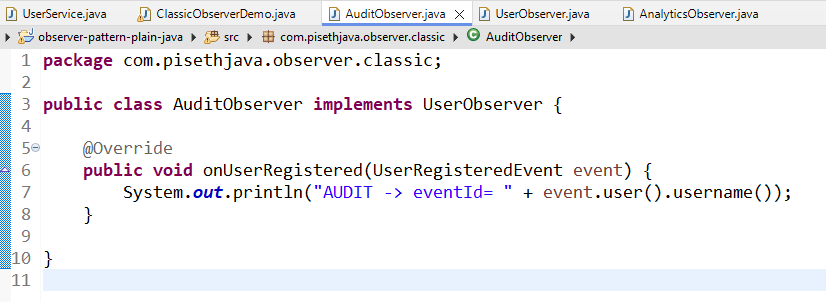 UserService.java ClassicObserverDemo.java AuditObserver.java UserObserver.java AnalyticsObserver.java
observer-pattern-plain-java src com.pisethjava.observer.classic AuditObserver
1 package com.pisethjava.observer.classic;
2
3 public class AuditObserver implements UserObserver {
4
5 @Override
6 public void onUserRegistered(UserRegisteredEvent event) {
7 System.out.println("AUDIT -> eventId= " + event.user().username());
8 }
9
10 }
11